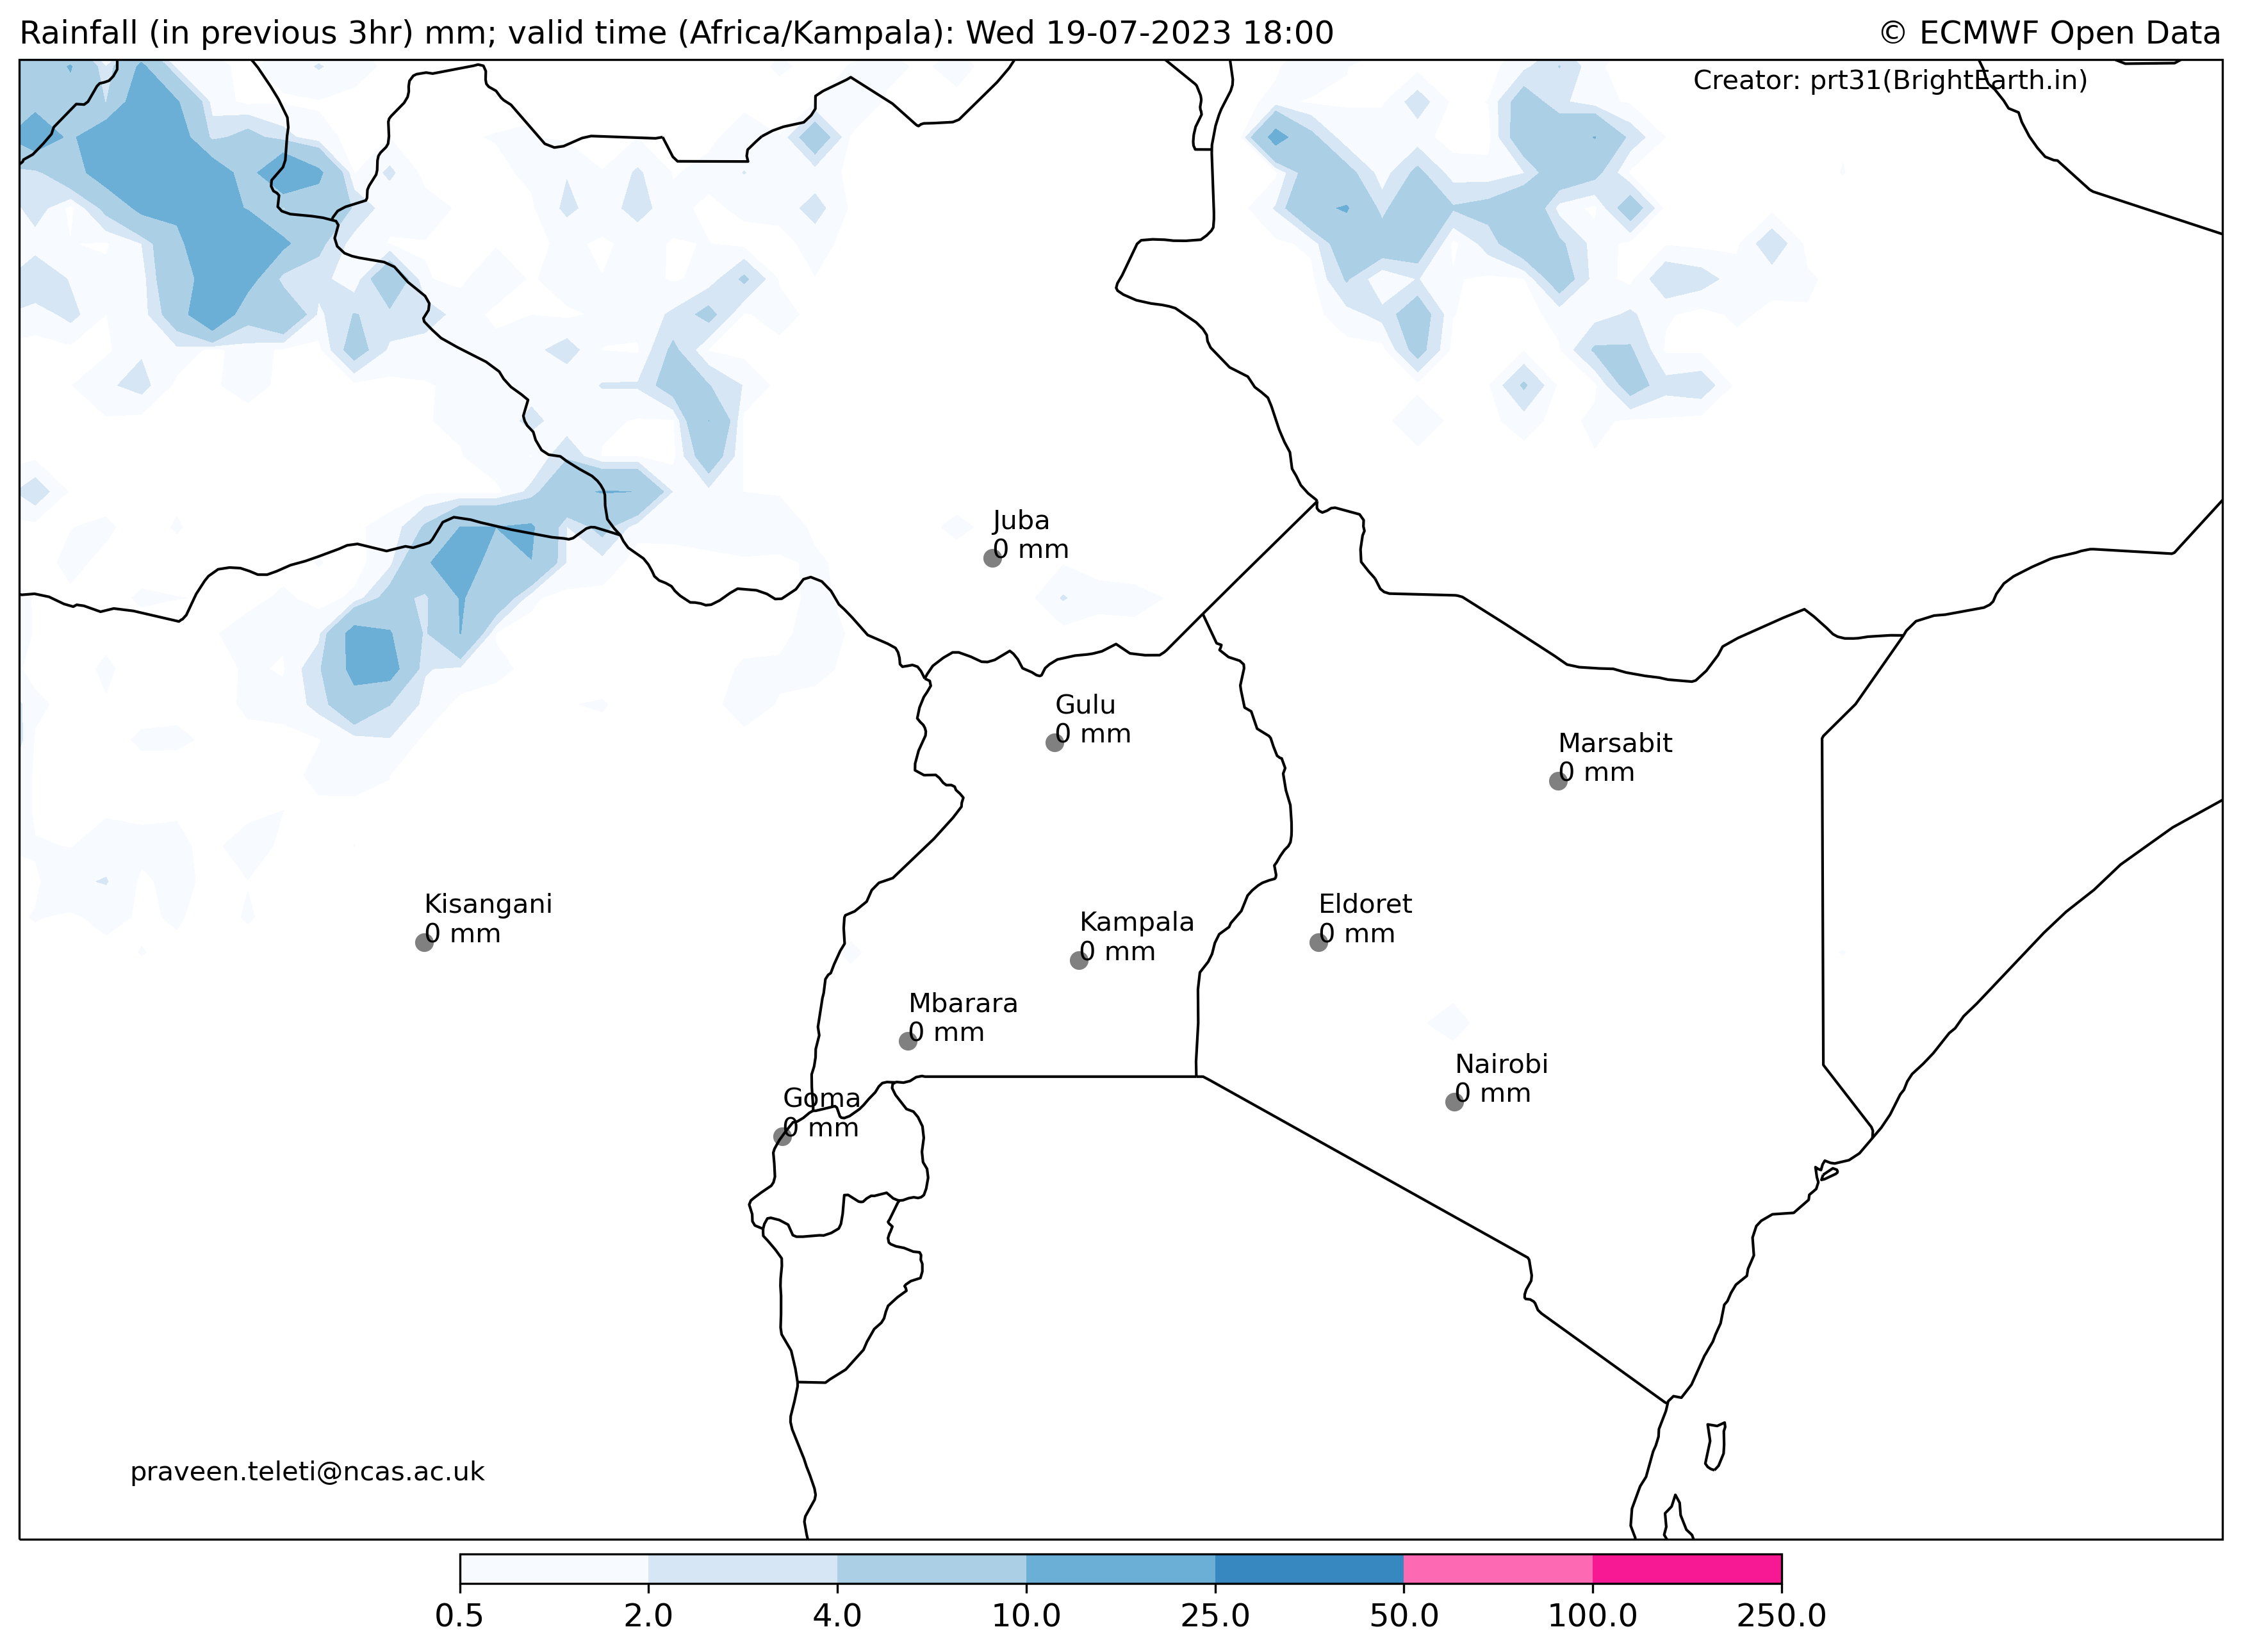 Rainfall (in previous 3hr) mm; valid time (Africa/Kampala): Wed 19-07-2023 18:00
© ECMWF Open Data
Creator: prt31(BrightEarth.in)
Juba
0 mm
Gulu
0 mm
Marsabit
0 mm
Kisangani
0 mm
Kampala
0 mm
Eldoret
0 mm
Mbarara
0 mm
Nairobi
0 mm
Goma
0 mm
praveen.teleti@ncas.ac.uk
0.5 2.0 4.0 10.0 25.0 50.0 100.0 250.0